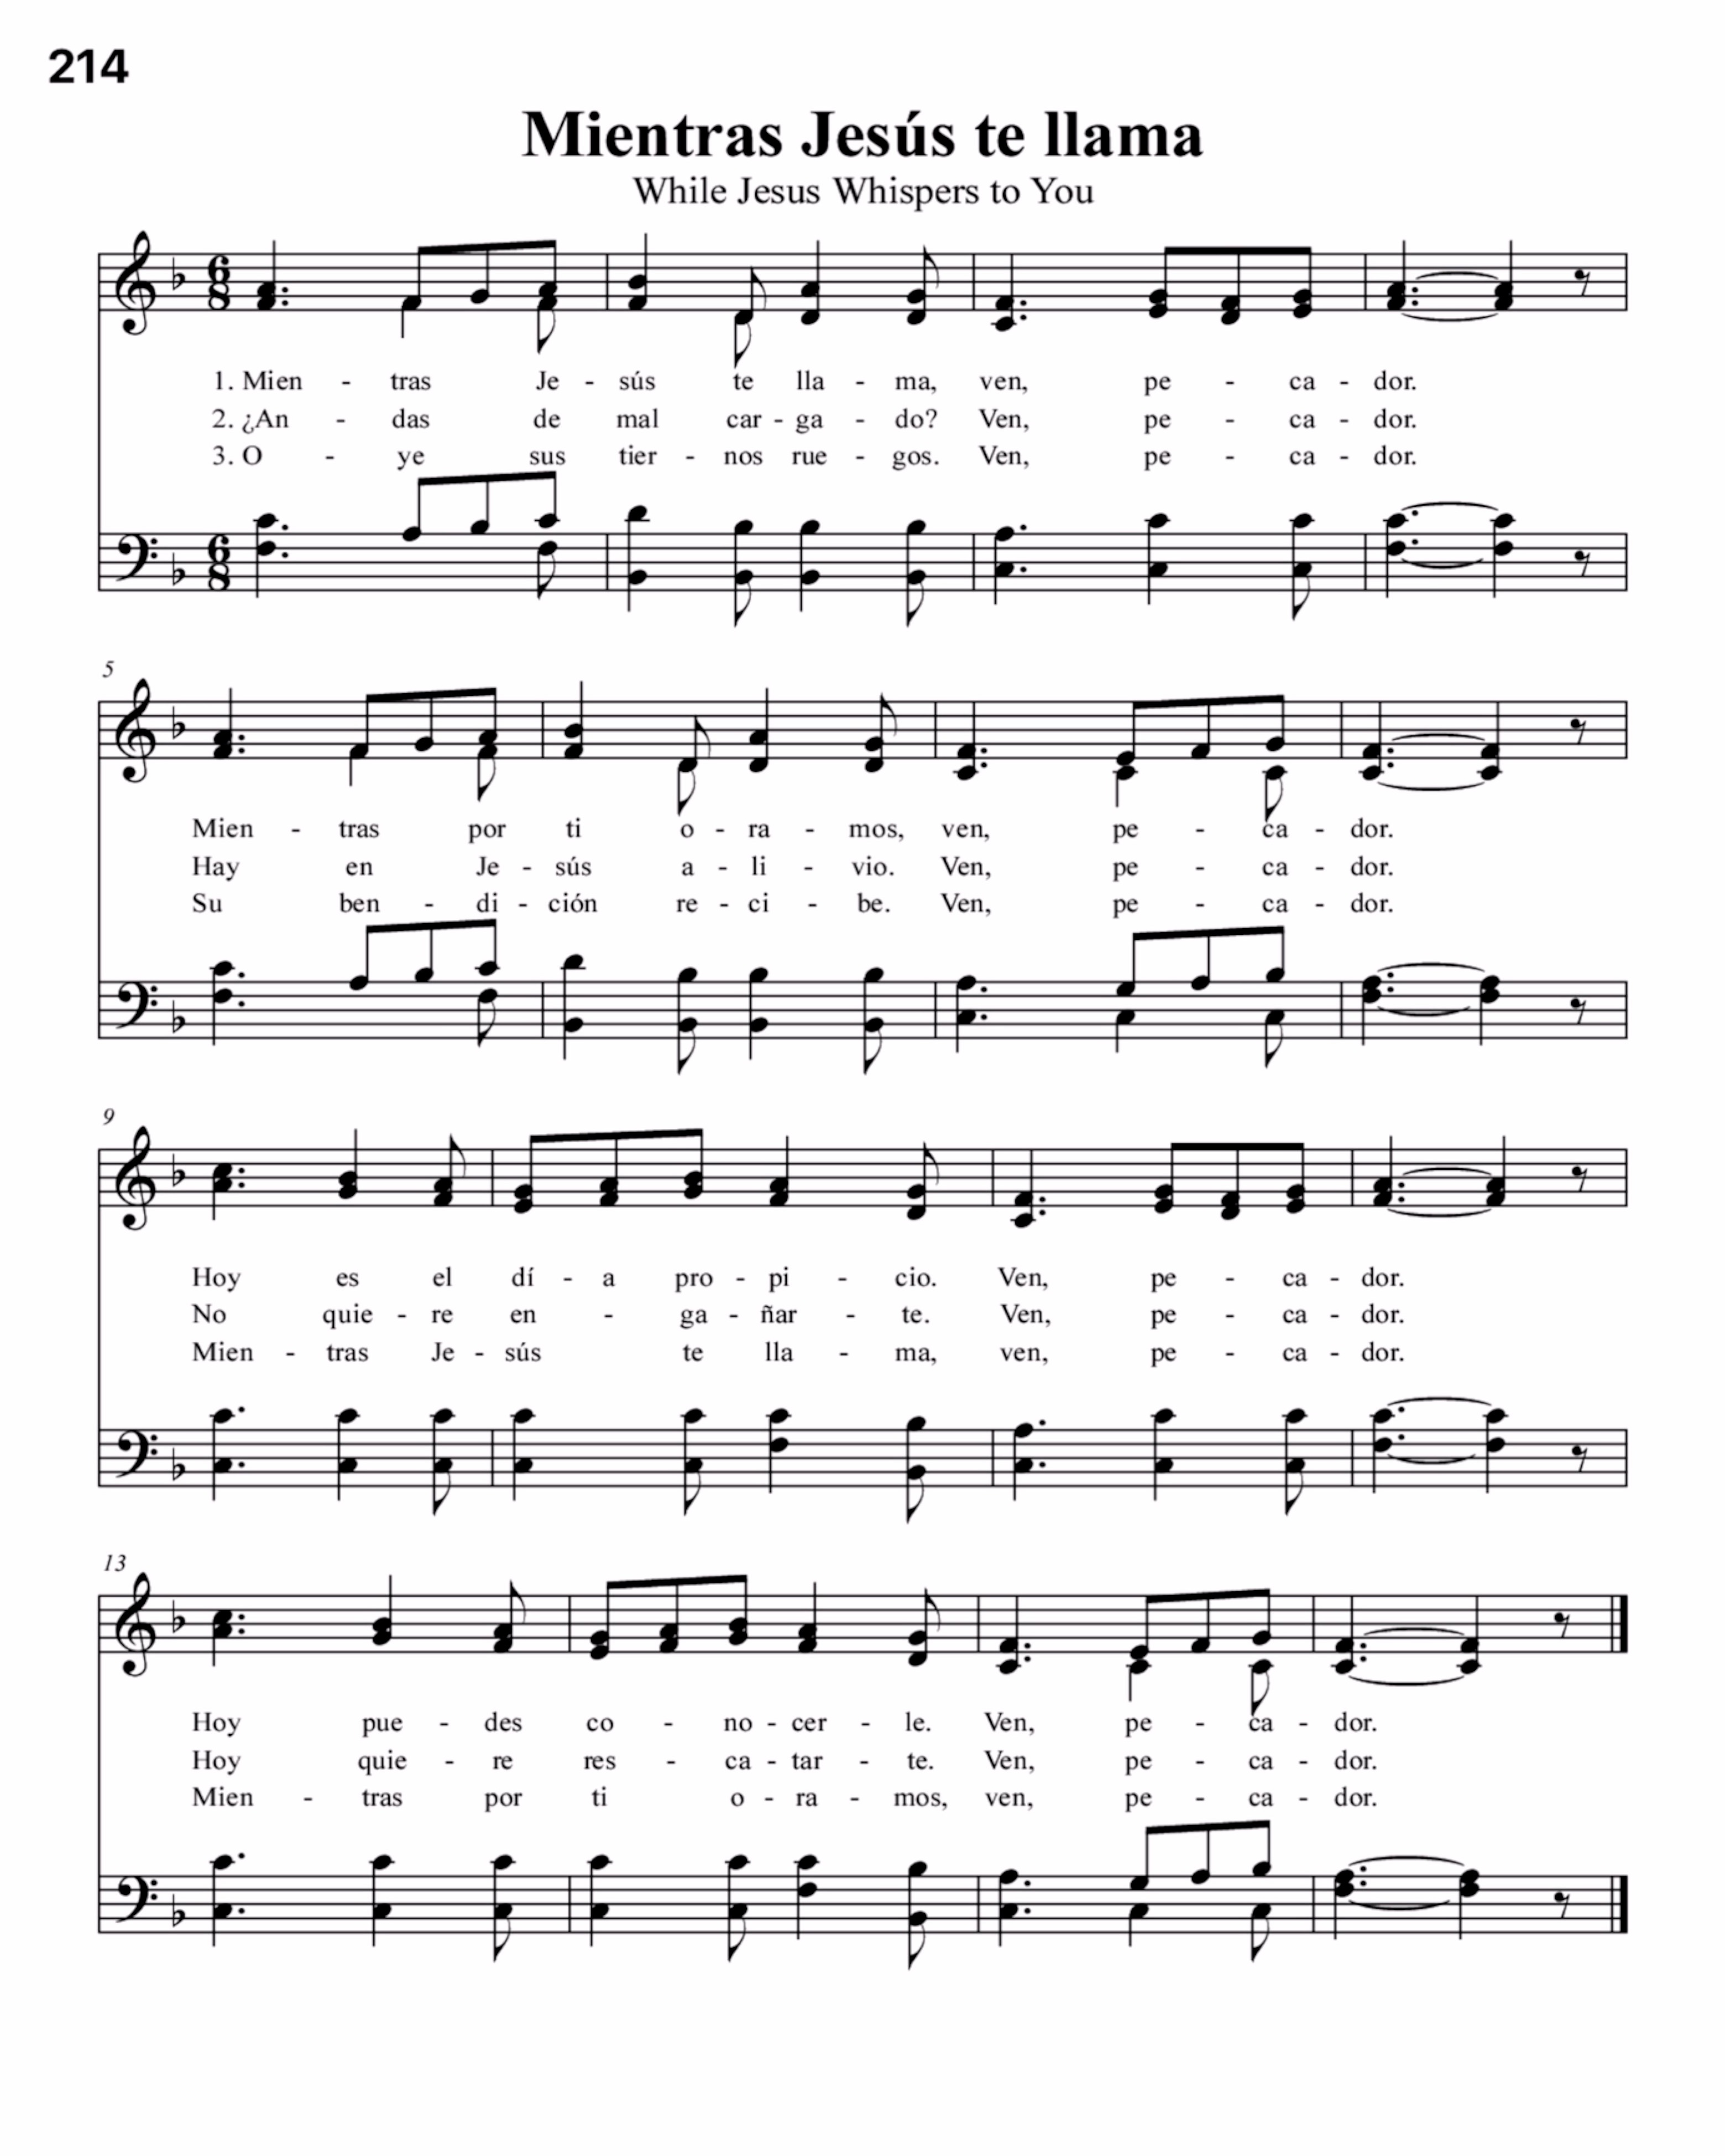 214
Mientras Jesús te llama
While Jesus Whispers to You
6 8
1. Mien - tras Je - sús te lla - ma, ven, pe - ca - dor.
2. ¿An - das de mal car - ga - do? Ven, pe - ca - dor.
3. O - ye sus tier - nos rue - gos. Ven, pe - ca - dor.
6 8
5
Mien - tras por ti o - ra - mos, ven, pe - ca - dor.
Hay en Je - sús a - li - vio. Ven, pe - ca - dor.
Su ben - di - ción re - ci - be. Ven, pe - ca - dor.
9
Hoy es el dí - a pro - pi - cio. Ven, pe - ca - dor.
No quie - re en - ga - ñar - te. Ven, pe - ca - dor.
Mien - tras Je - sús te lla - ma, ven, pe - ca - dor.
13
Hoy pue - des co - no - cer - le. Ven, pe - ca - dor.
Hoy quie - re res - ca - tar - te. Ven, pe - ca - dor.
Mien - tras por ti o - ra - mos, ven, pe - ca - dor.